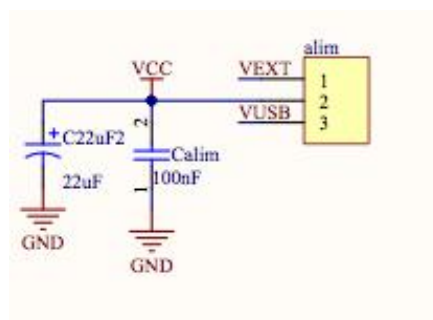 alim
VCC
VEXT
1
2
VUSB
3
2
C22uF2
Calim
22uF
1
100nF
GND
GND